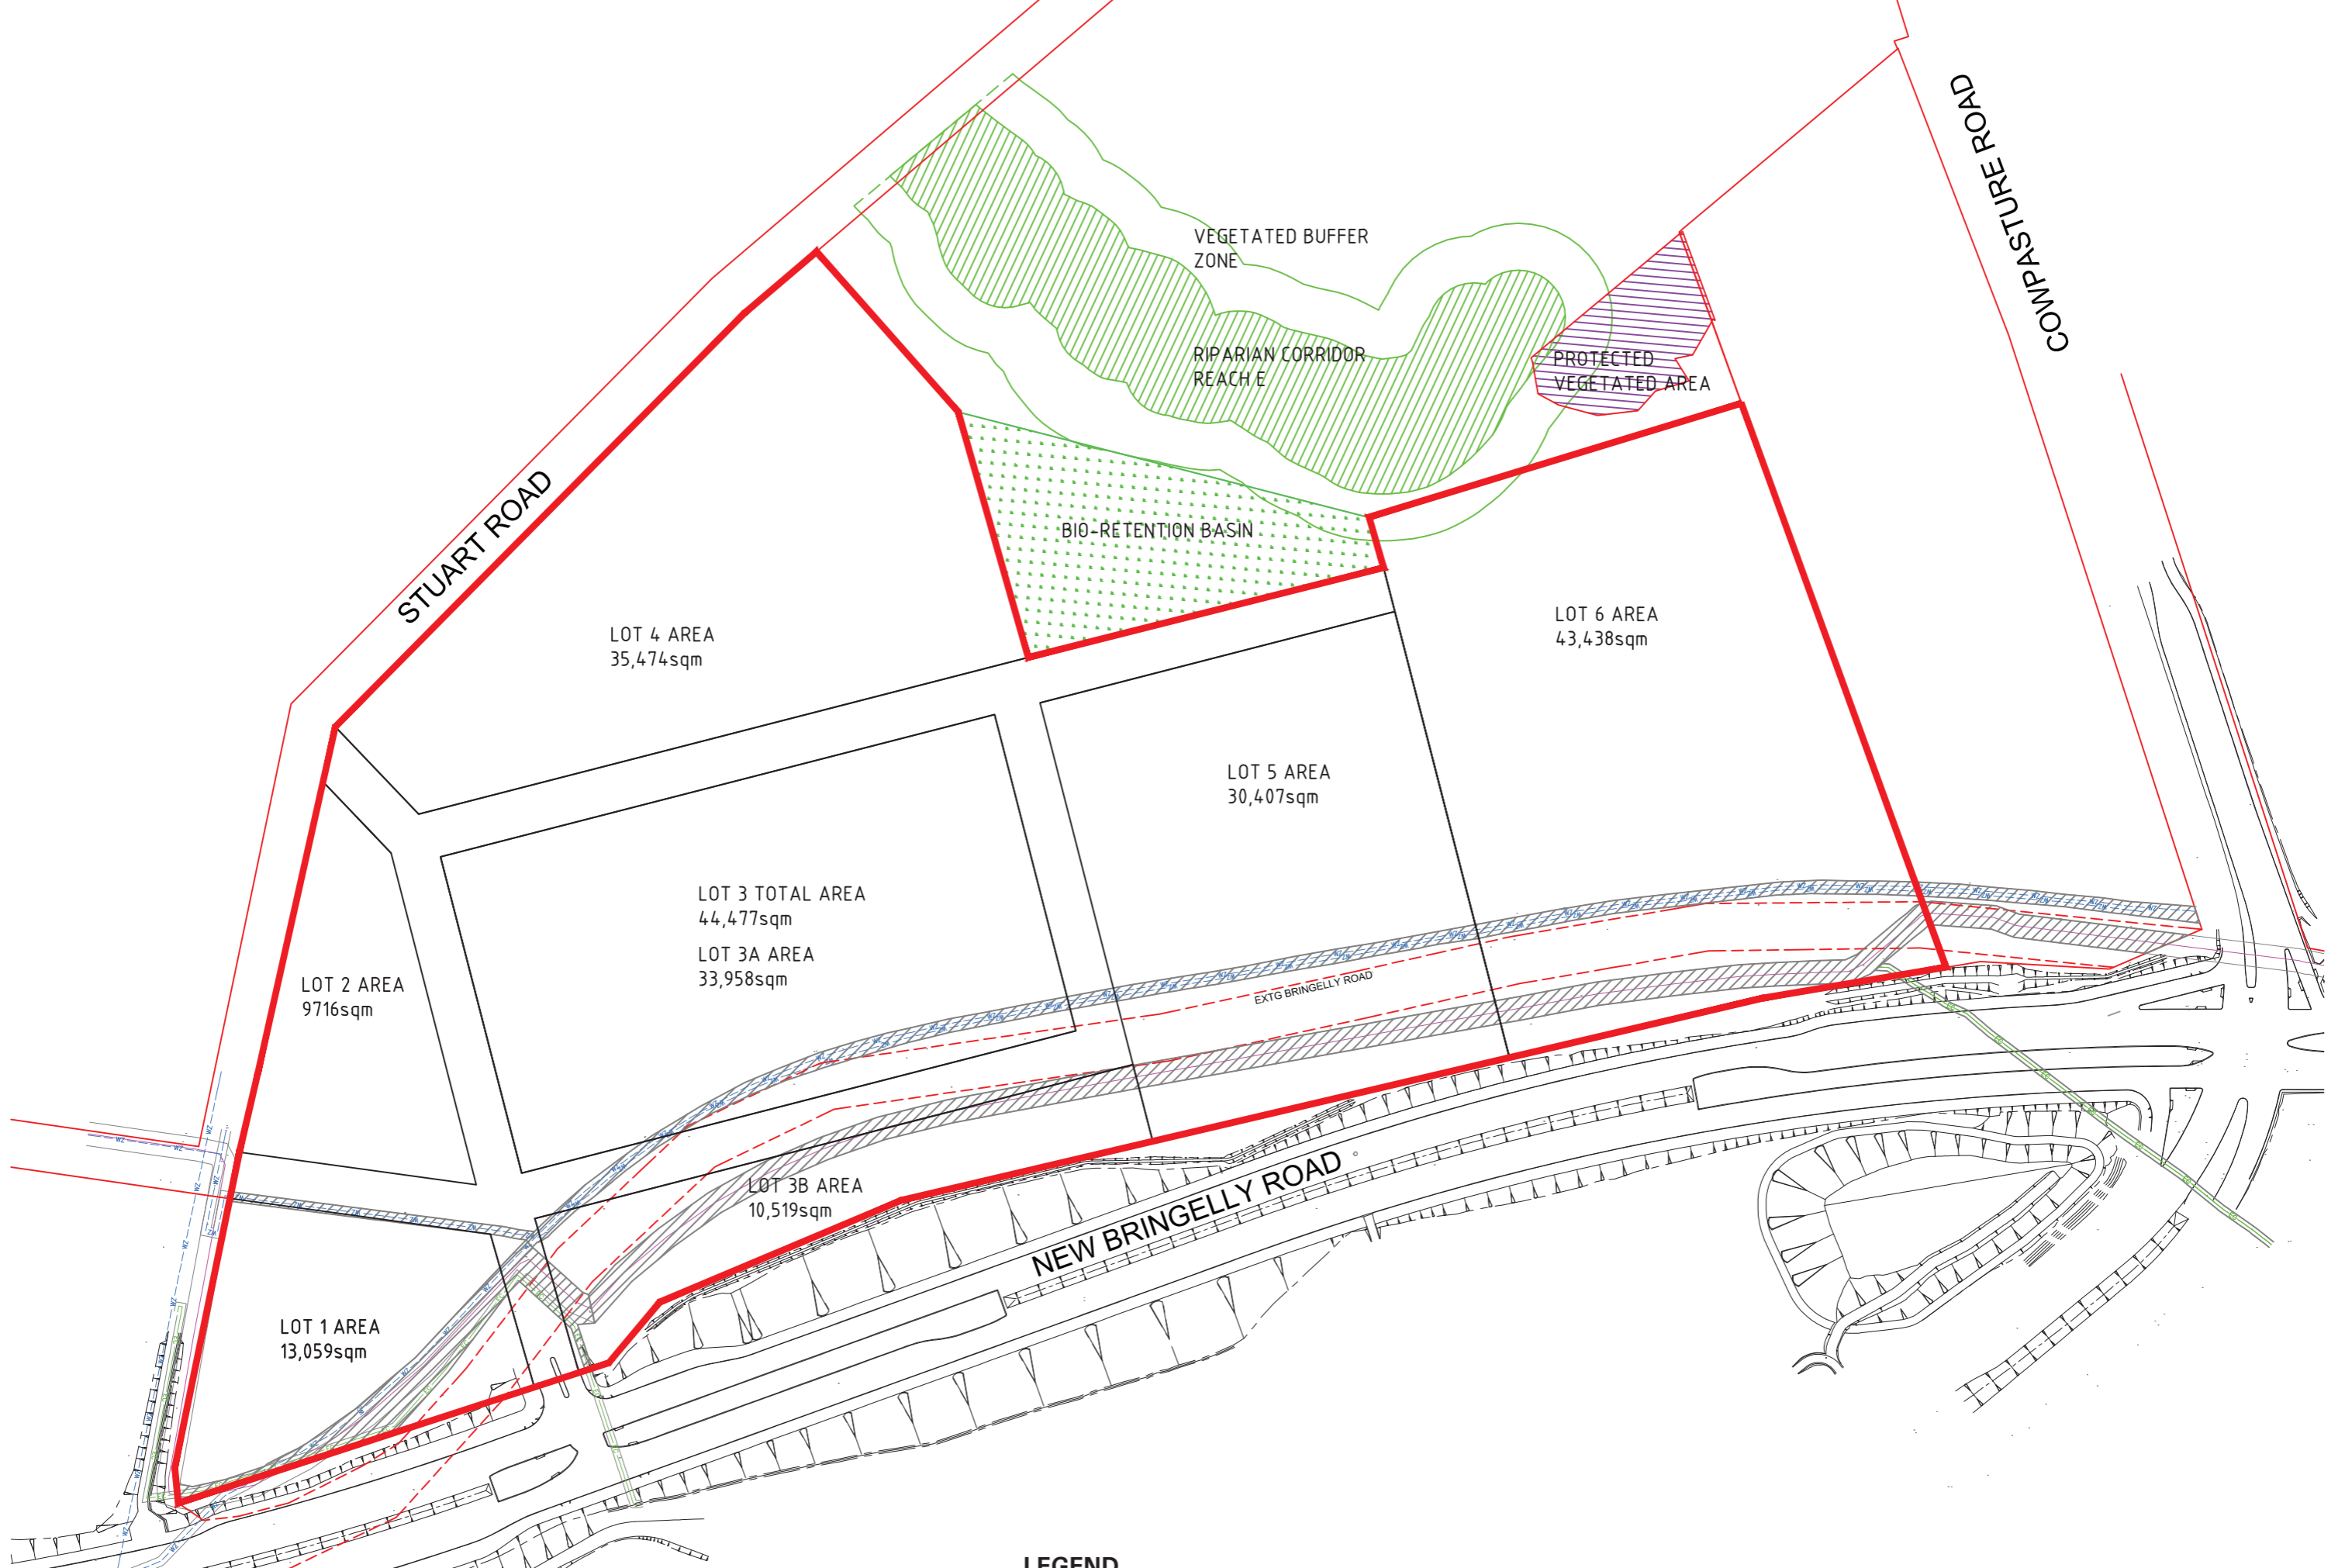 COWPASTURE ROAD
VEGETATED BUFFER
ZONE
RIPARIAN CORRIDOR
REACH E
PROTECTED
VEGETATED AREA
STUART ROAD
BIO-RETENTION BASIN
LOT 4 AREA
35,474sqm
LOT 6 AREA
43,438sqm
LOT 5 AREA
30,407sqm
LOT 3 TOTAL AREA
44,477sqm
LOT 3A AREA
33,958sqm
LOT 2 AREA
9716sqm
EXTG BRINGELLY ROAD
LOT 3B AREA
10,519sqm
NEW BRINGELLY ROAD
LOT 1 AREA
13,059sqm
LEGEND